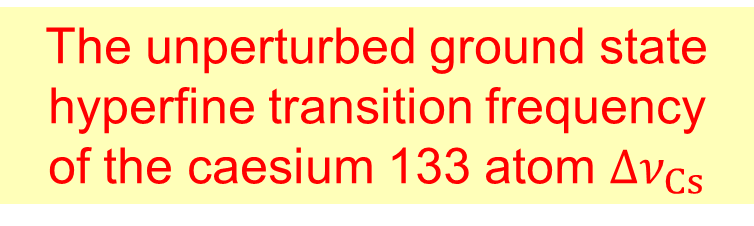 The unperturbed ground state
hyperfine transition frequency
of the caesium 133 atom Δν_Cs